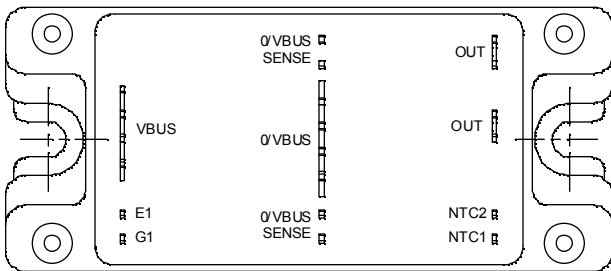 0/VBUS
SENSE
OUT
VBUS
0/VBUS
OUT
E1
G1
0/VBUS
SENSE
NTC2
NTC1